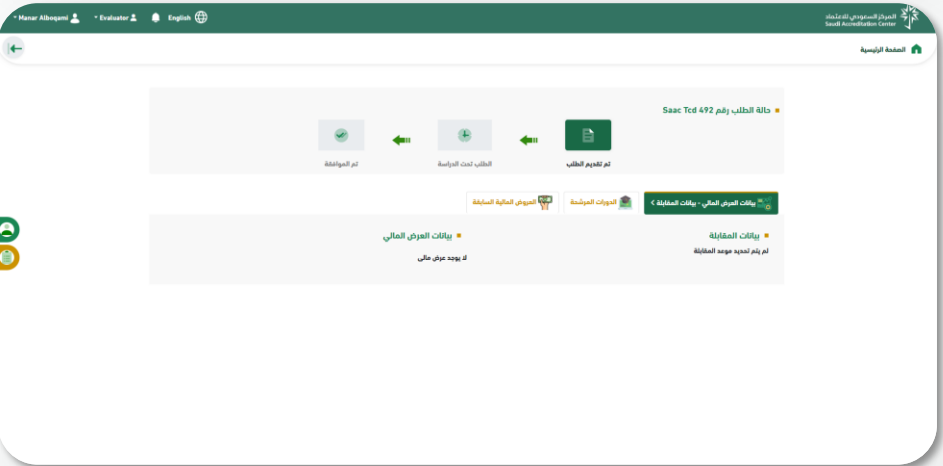 المركز السعودي للاعتماد
Saudi Accreditation Center
English
Evaluator
Manar Alboqami
الصفحة الرئيسية
حالة الطلب رقم Saac Tcd 492
تم تقديم الطلب
الطلب تحت الدراسة
تم الموافقة
بيانات العرض المالي - بيانات المقابلة >
الدورات المرشحة
العروض المالية السابقة
بيانات المقابلة
لم يتم تحديد موعد المقابلة
بيانات العرض المالي
لا يوجد عرض مالى